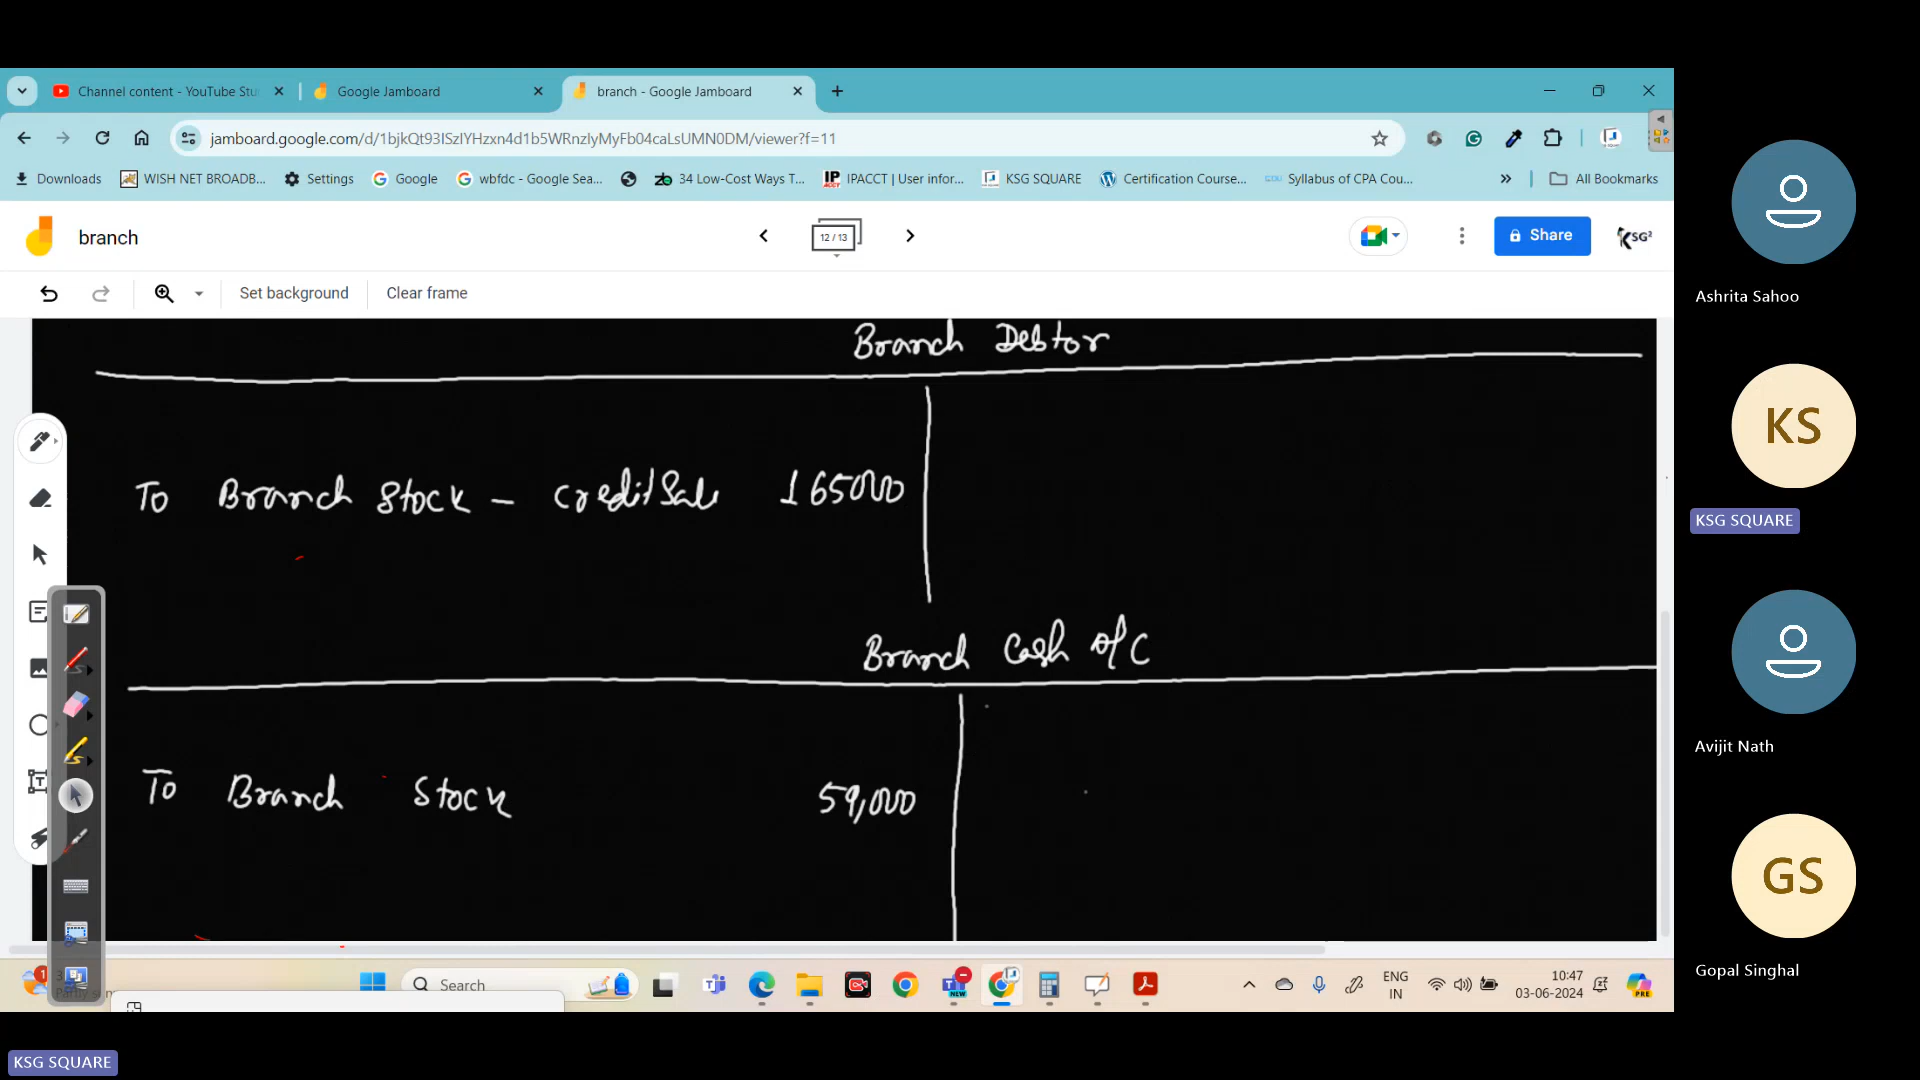 Channel content - YouTube Stu
Google Jamboard
branch - Google Jamboard
jamboard.google.com/d/1bjkQt93ISzIYHzxn4d1b5WRnzIyMyFb04caLsUMN0DM/viewer?f=11
Downloads
WISH NET BROADB...
Settings
Google
wbfdc - Google Sea...
34 Low-Cost Ways T...
IPACCT | User infor...
KSG SQUARE
Certification Course...
Syllabus of CPA Cou...
»
All Bookmarks
branch
12 / 13
Share
KSG²
Set background
Clear frame
Branch Debtor
To Branch Stock - Credit Sale 165000
Branch Cash A/C
To Branch Stock 59,000
Search
ENG
IN
10:47
03-06-2024
Ashrita Sahoo
KS
KSG SQUARE
Avijit Nath
GS
Gopal Singhal
KSG SQUARE